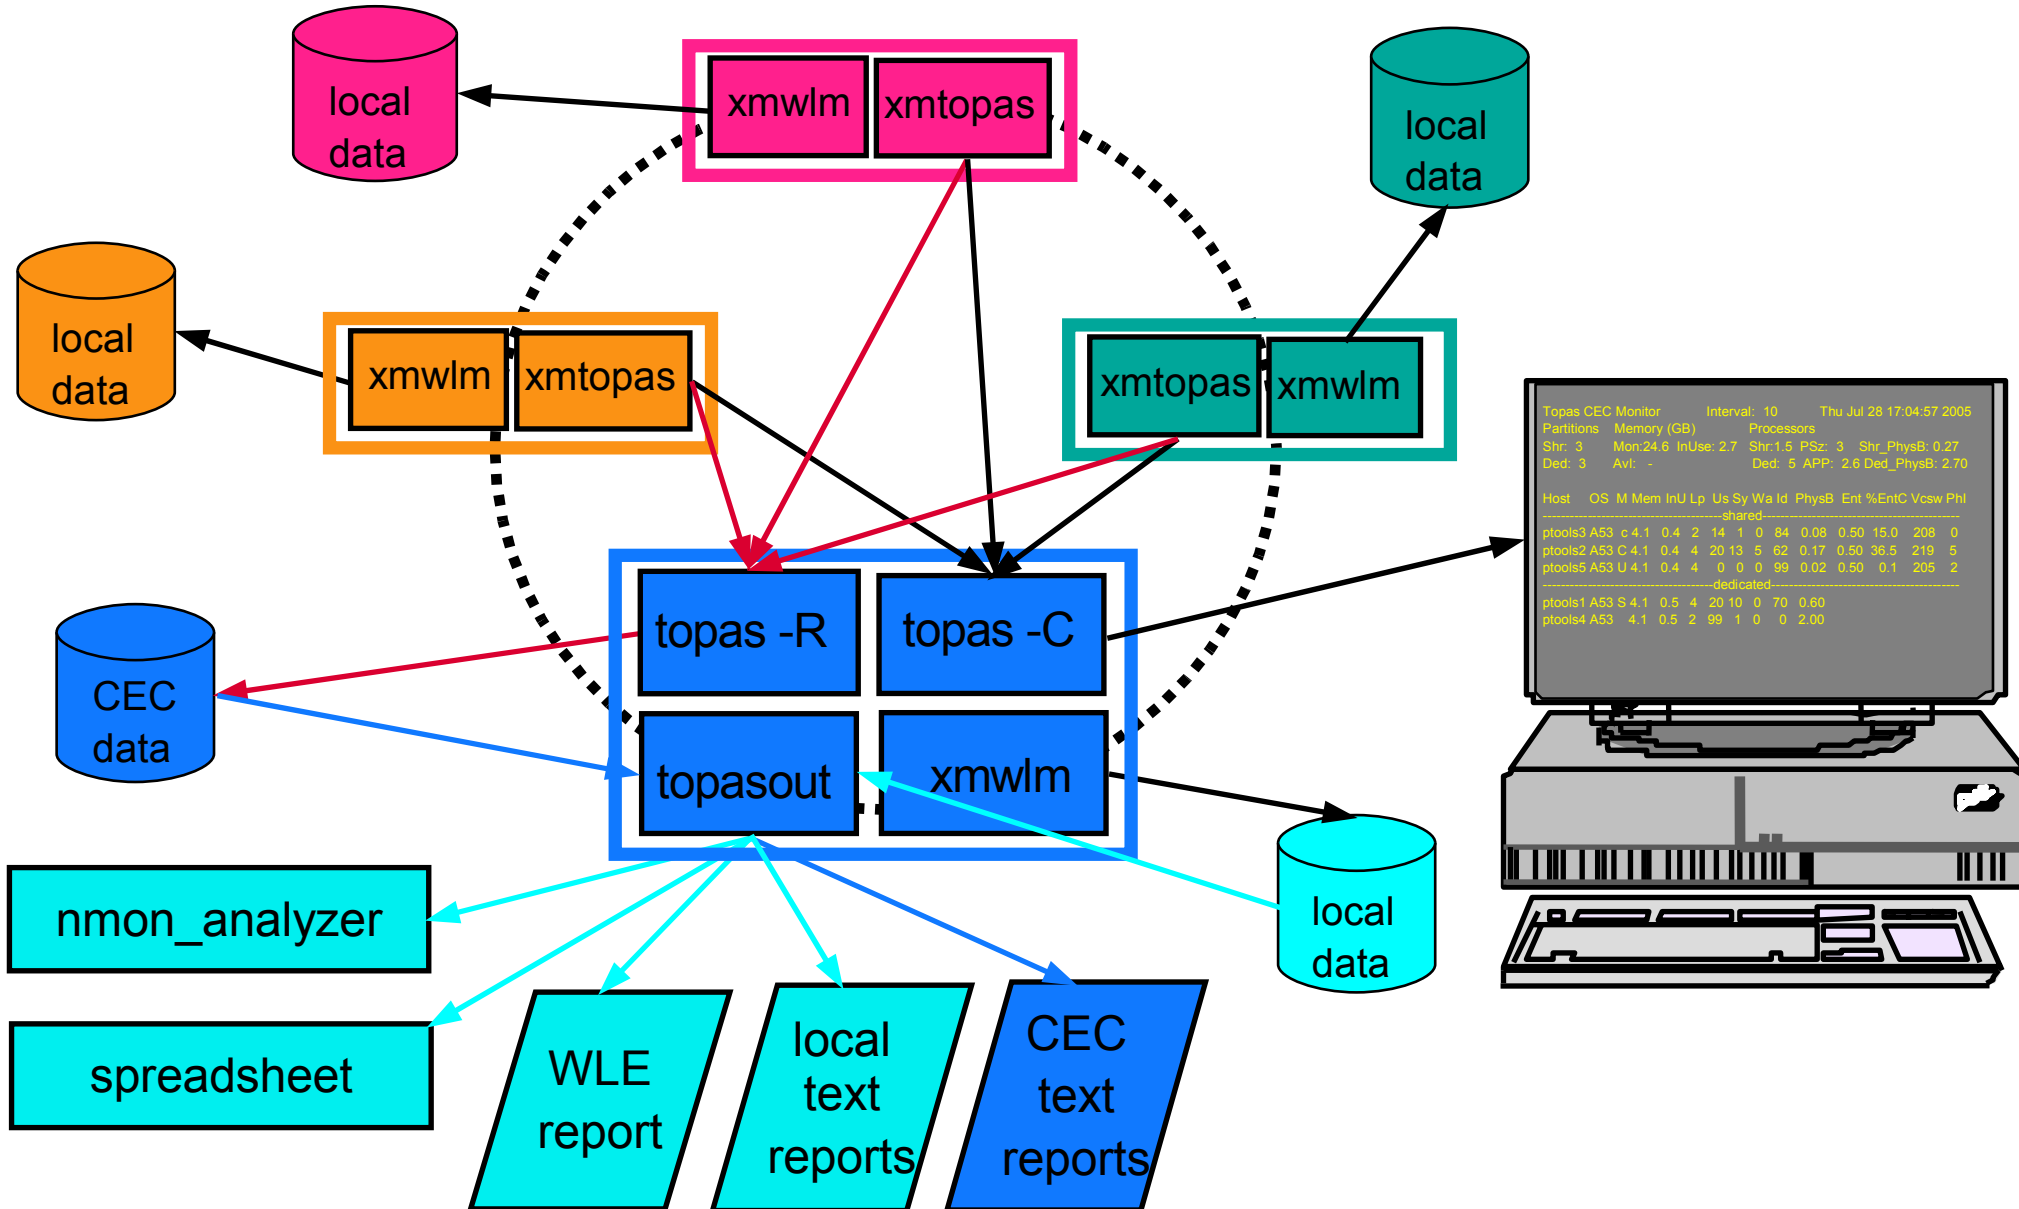 local
data
xmwlm
xmtopas
local
data
local
data
xmwlm
xmtopas
xmtopas
xmwlm
Topas CEC Monitor Interval: 10 Thu Jul 28 17:04:57 2005
Partitions Memory (GB) Processors
Shr: 3 Mon:24.6 InUse: 2.7 Shr:1.5 PSz: 3 Shr_PhysB: 0.27
Ded: 3 Avl: - Ded: 5 APP: 2.6 Ded_PhysB: 2.70
Host OS M Mem InU Lp Us Sy Wa Id PhysB Ent %EntC Vcsw PhI
-------------------------------------shared-------------------------------------
ptools3 A53 c 4.1 0.4 2 14 1 0 84 0.08 0.50 15.0 208 0
ptools2 A53 C 4.1 0.4 4 20 13 5 62 0.17 0.50 36.5 219 5
ptools5 A53 U 4.1 0.4 4 0 0 0 99 0.02 0.50 0.1 205 2
-----------------------------------dedicated-----------------------------------
ptools1 A53 S 4.1 0.5 4 20 10 0 70 0.60
ptools4 A53 4.1 0.5 2 99 1 0 0 2.00
topas -R
topas -C
CEC
data
topasout
xmwlm
local
data
nmon_analyzer
spreadsheet
WLE
report
local
text
reports
CEC
text
reports